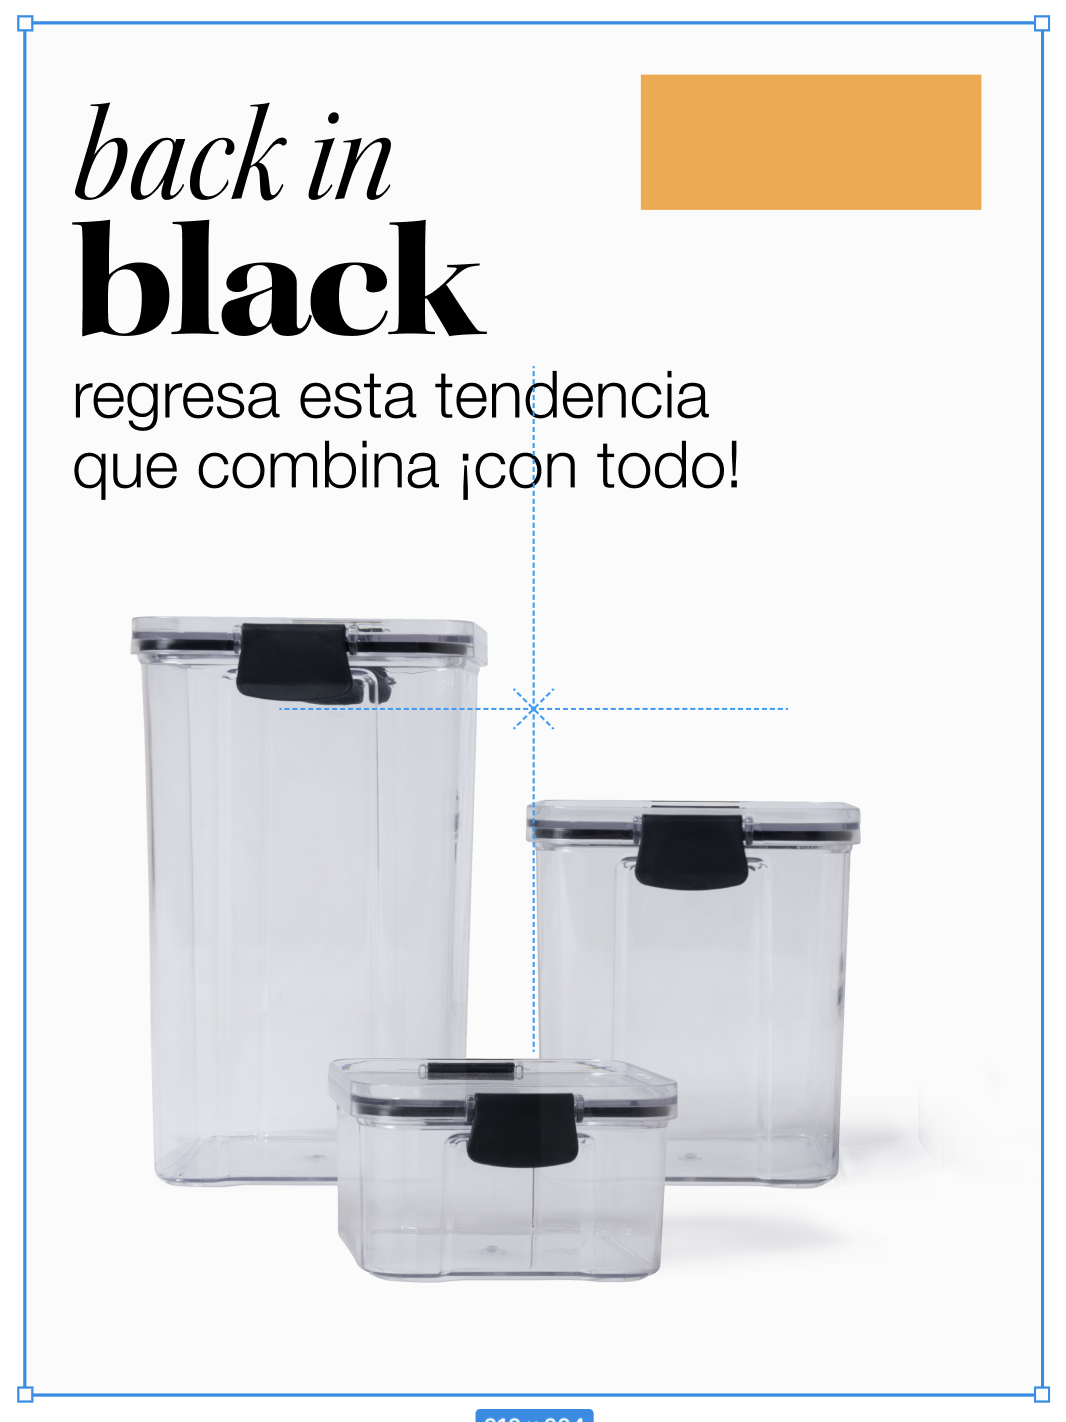 back in
black
regresa esta tendencia
que combina ¡con todo!